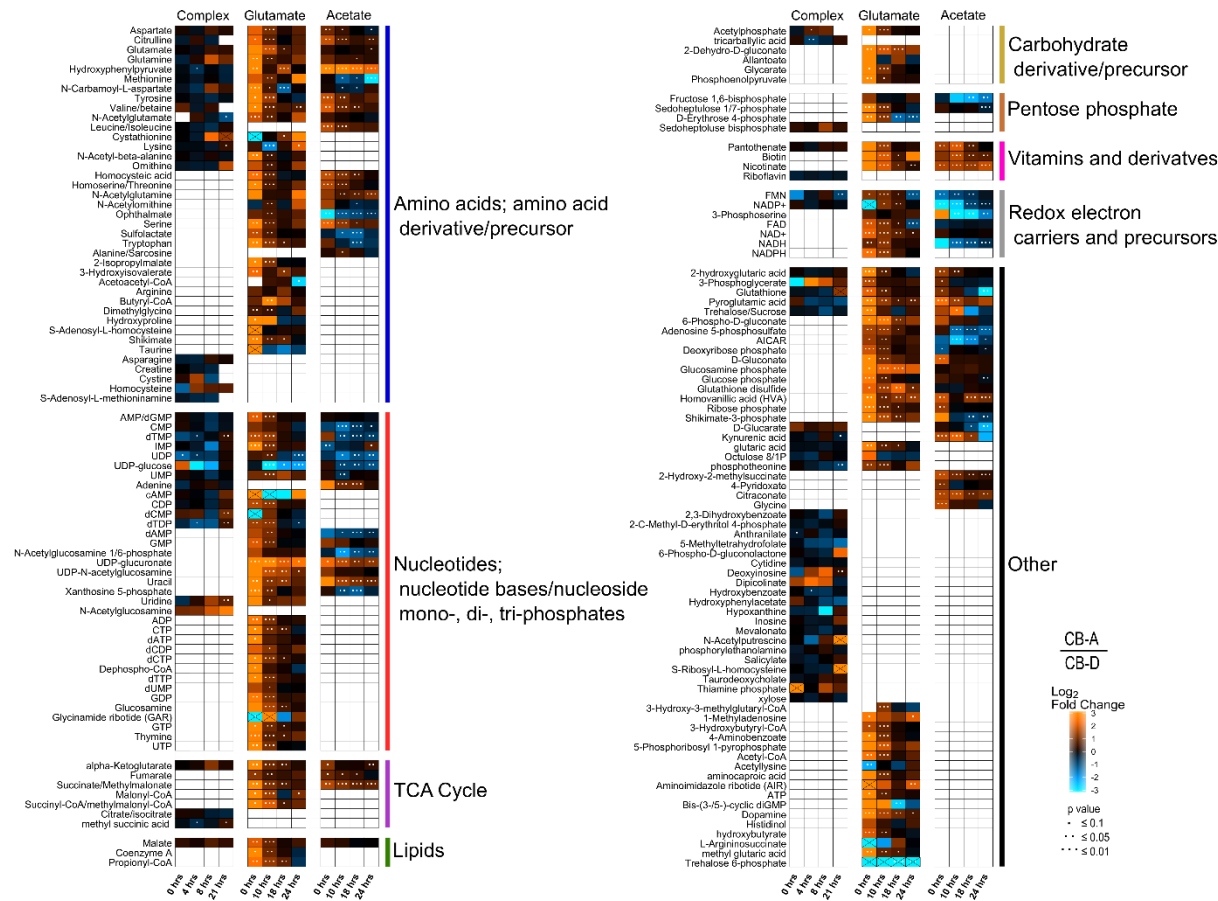 Complex Glutamate Acetate
Aspartate
Citrulline
Glutamate
Glutamine
Hydroxyphenylpyruvate
Methionine
N-Carbamoyl-L-aspartate
Tyrosine
Valine/betaine
N-Acetylglutamate
Leucine/Isoleucine
Cystathionine
Lysine
N-Acetyl-beta-alanine
Ornithine
Homocysteic acid
Homoserine/Threonine
N-Acetylglutamine
N-Acetylornithine
Ophthalmate
Serine
Sulfolactate
Tryptophan
Alanine/Sarcosine
2-Isopropylmalate
3-Hydroxyisovalerate
Acetoacetyl-CoA
Arginine
Butyryl-CoA
Dimethylglycine
Hydroxyproline
S-Adenosyl-L-homocysteine
Shikimate
Taurine
Asparagine
Creatine
Cystine
Homocysteine
S-Adenosyl-L-methioninamine
Amino acids; amino acid
derivative/precursor
AMP/dGMP
CMP
dTMP
IMP
UDP
UDP-glucose
UMP
Adenine
cAMP
CDP
dCMP
dTDP
dAMP
GMP
N-Acetylglucosamine 1/6-phosphate
UDP-glucuronate
UDP-N-acetylglucosamine
Uracil
Xanthosine 5-phosphate
Uridine
N-Acetylglucosamine
ADP
CTP
dATP
dCDP
dCTP
Dephospho-CoA
dTTP
dUMP
GDP
Glucosamine
Glycinamide ribotide (GAR)
GTP
Thymine
UTP
Nucleotides;
nucleotide bases/nucleoside
mono-, di-, tri-phosphates
alpha-Ketoglutarate
Fumarate
Succinate/Methylmalonate
Malonyl-CoA
Succinyl-CoA/methylmalonyl-CoA
Citrate/isocitrate
methyl succinic acid
TCA Cycle
Malate
Coenzyme A
Propionyl-CoA
Lipids
0 hrs 4 hrs 8 hrs 21 hrs 0 hrs 10 hrs 18 hrs 24 hrs 0 hrs 10 hrs 18 hrs 24 hrs
Complex Glutamate Acetate
Acetylphosphate
tricarballylic acid
2-Dehydro-D-gluconate
Allantoate
Glycerate
Phosphoenolpyruvate
Carbohydrate
derivative/precursor
Fructose 1,6-bisphosphate
Sedoheptulose 1/7-phosphate
D-Erythrose 4-phosphate
Sedoheptoluse bisphosphate
Pentose phosphate
Pantothenate
Biotin
Nicotinate
Riboflavin
Vitamins and derivatves
FMN
NADP+
3-Phosphoserine
FAD
NAD+
NADH
NADPH
Redox electron
carriers and precursors
2-hydroxyglutaric acid
3-Phosphoglycerate
Glutathione
Pyroglutamic acid
Trehalose/Sucrose
6-Phospho-D-gluconate
Adenosine 5-phosphosulfate
AICAR
Deoxyribose phosphate
D-Gluconate
Glucosamine phosphate
Glucose phosphate
Glutathione disulfide
Homovanillic acid (HVA)
Ribose phosphate
Shikimate-3-phosphate
D-Glucarate
Kynurenic acid
glutaric acid
Octulose 8/1P
phosphotheonine
2-Hydroxy-2-methylsuccinate
4-Pyridoxate
Citraconate
Glycine
2,3-Dihydroxybenzoate
2-C-Methyl-D-erythritol 4-phosphate
Anthranilate
5-Methyltetrahydrofolate
6-Phospho-D-gluconolactone
Cytidine
Deoxyinosine
Dipicolinate
Hydroxybenzoate
Hydroxyphenylacetate
Hypoxanthine
Inosine
Mevalonate
N-Acetylputrescine
phosphorylethanolamine
Salicylate
S-Ribosyl-L-homocysteine
Taurodeoxycholate
Thiamine phosphate
xylose
3-Hydroxy-3-methylglutaryl-CoA
1-Methyladenosine
3-Hydroxybutyryl-CoA
4-Aminobenzoate
5-Phosphoribosyl 1-pyrophosphate
Acetyl-CoA
Acetyllysine
aminocaproic acid
Aminoimidazole ribotide (AIR)
ATP
Bis-(3-/5-)-cyclic diGMP
Dopamine
Histidinol
hydroxybutyrate
L-Argininosuccinate
methyl glutaric acid
Trehalose 6-phosphate
Other
0 hrs 4 hrs 8 hrs 21 hrs 0 hrs 10 hrs 18 hrs 24 hrs 0 hrs 10 hrs 18 hrs 24 hrs
CB-A
CB-D
Log2
Fold Change
3
2
1
0
-1
-2
-3
p value
≤ 0.1
≤ 0.05
≤ 0.01